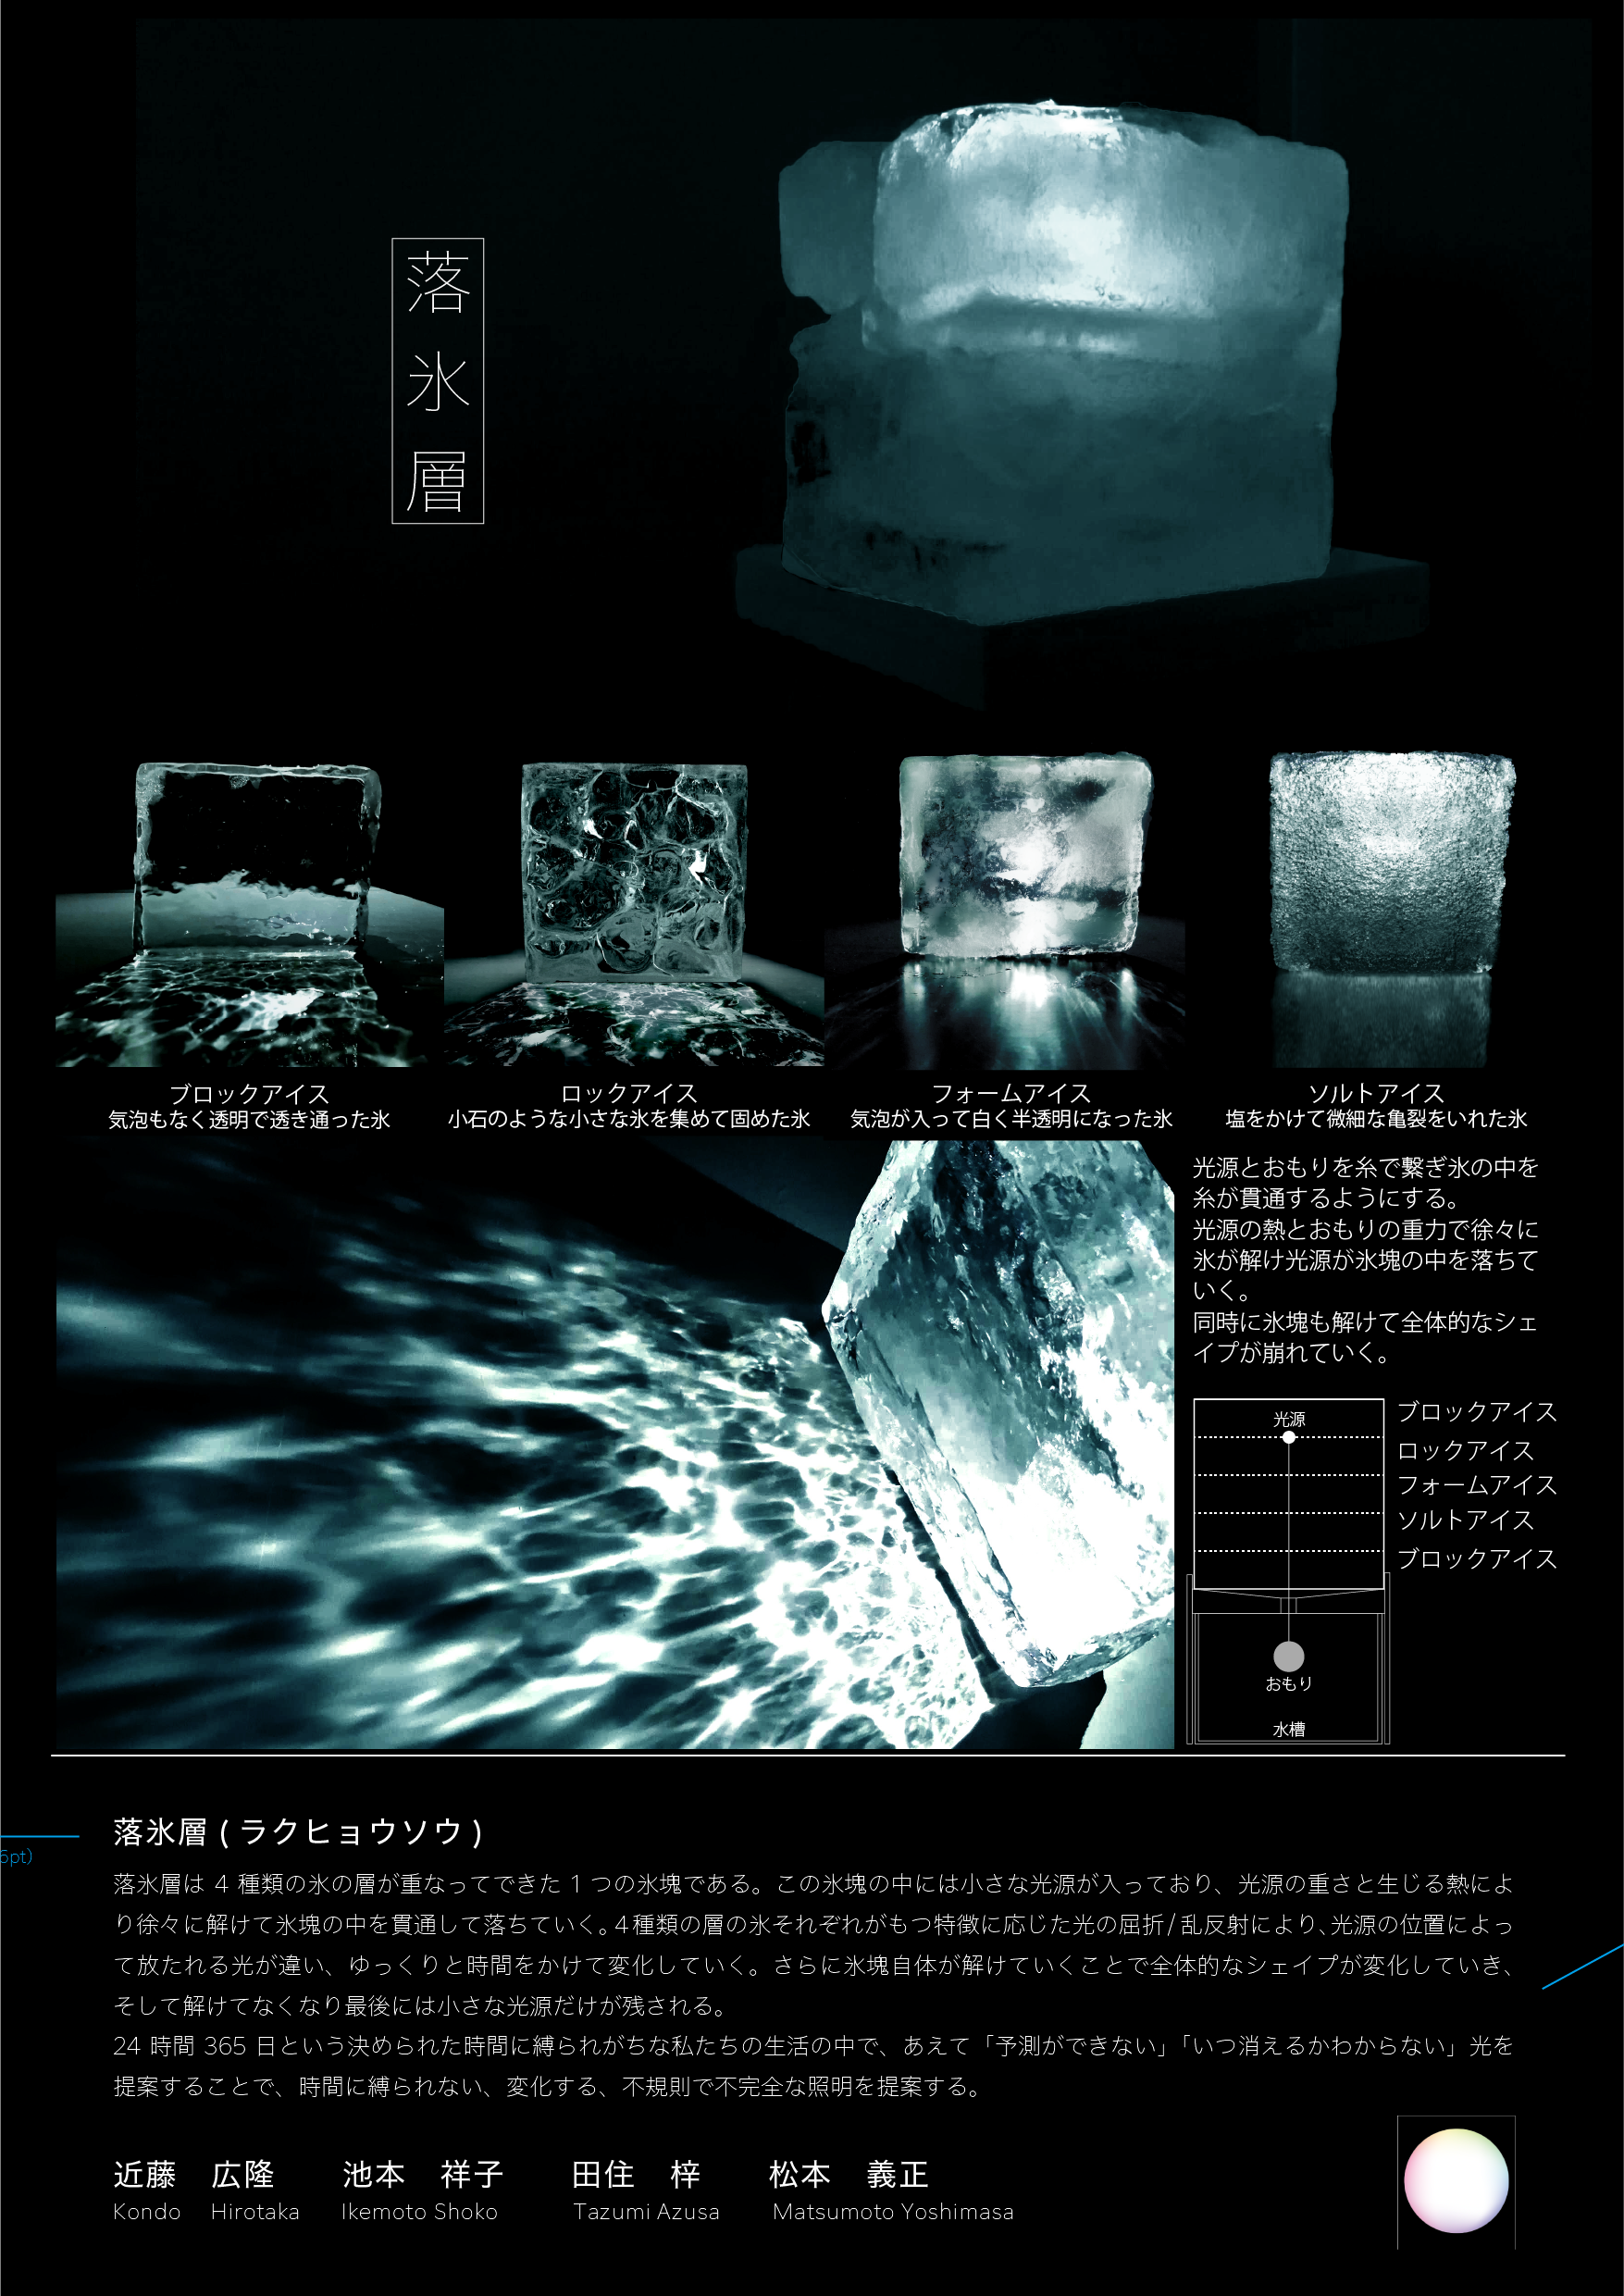 落氷層
ブロックアイス
気泡もなく透明で透き通った氷
ロックアイス
小石のような小さな氷を集めて固めた氷
フォームアイス
気泡が入って白く半透明になった氷
ソルトアイス
塩をかけて微細な亀裂をいれた氷
光源とおもりを糸で繋ぎ氷の中を
糸が貫通するようにする。
光源の熱とおもりの重力で徐々に
氷が解け光源が氷塊の中を落ちて
いく。
同時に氷塊も解けて全体的なシェ
イプが崩れていく。
光源
ブロックアイス
ロックアイス
フォームアイス
ソルトアイス
ブロックアイス
おもり
水槽
落氷層 ( ラクヒョウソウ )
6pt)
落氷層は 4 種類の氷の層が重なってできた 1 つの氷塊である。この氷塊の中には小さな光源が入っており、光源の重さと生じる熱によ
り徐々に解けて氷塊の中を貫通して落ちていく。4種類の層の氷それぞれがもつ特徴に応じた光の屈折/乱反射により、光源の位置によっ
て放たれる光が違い、ゆっくりと時間をかけて変化していく。さらに氷塊自体が解けていくことで全体的なシェイプが変化していき、
そして解けてなくなり最後には小さな光源だけが残される。
24 時間 365 日という決められた時間に縛られがちな私たちの生活の中で、あえて「予測ができない」「いつ消えるかわからない」光を
提案することで、時間に縛られない、変化する、不規則で不完全な照明を提案する。
近藤　広隆　　池本　祥子　　田住　梓　　松本　義正
Kondo Hirotaka Ikemoto Shoko Tazumi Azusa Matsumoto Yoshimasa